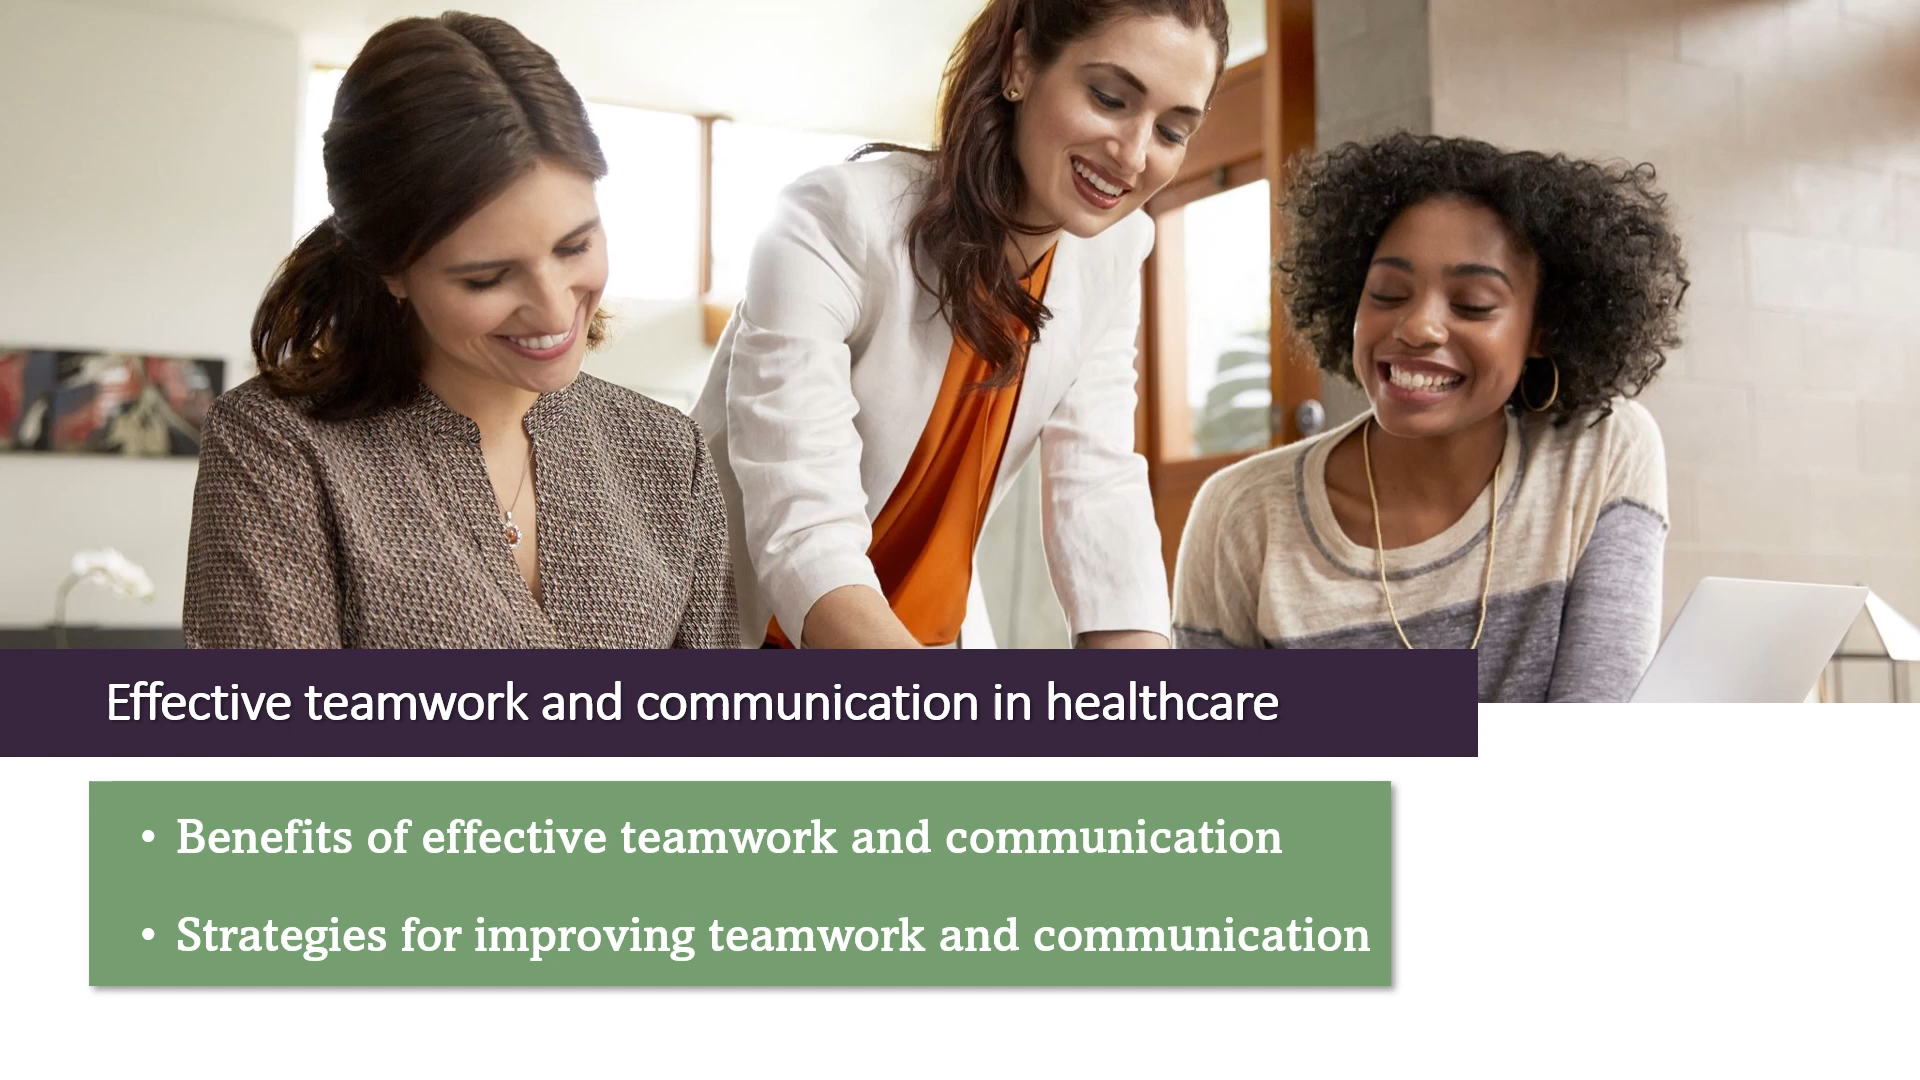 Effective teamwork and communication in healthcare
• Benefits of effective teamwork and communication
• Strategies for improving teamwork and communication